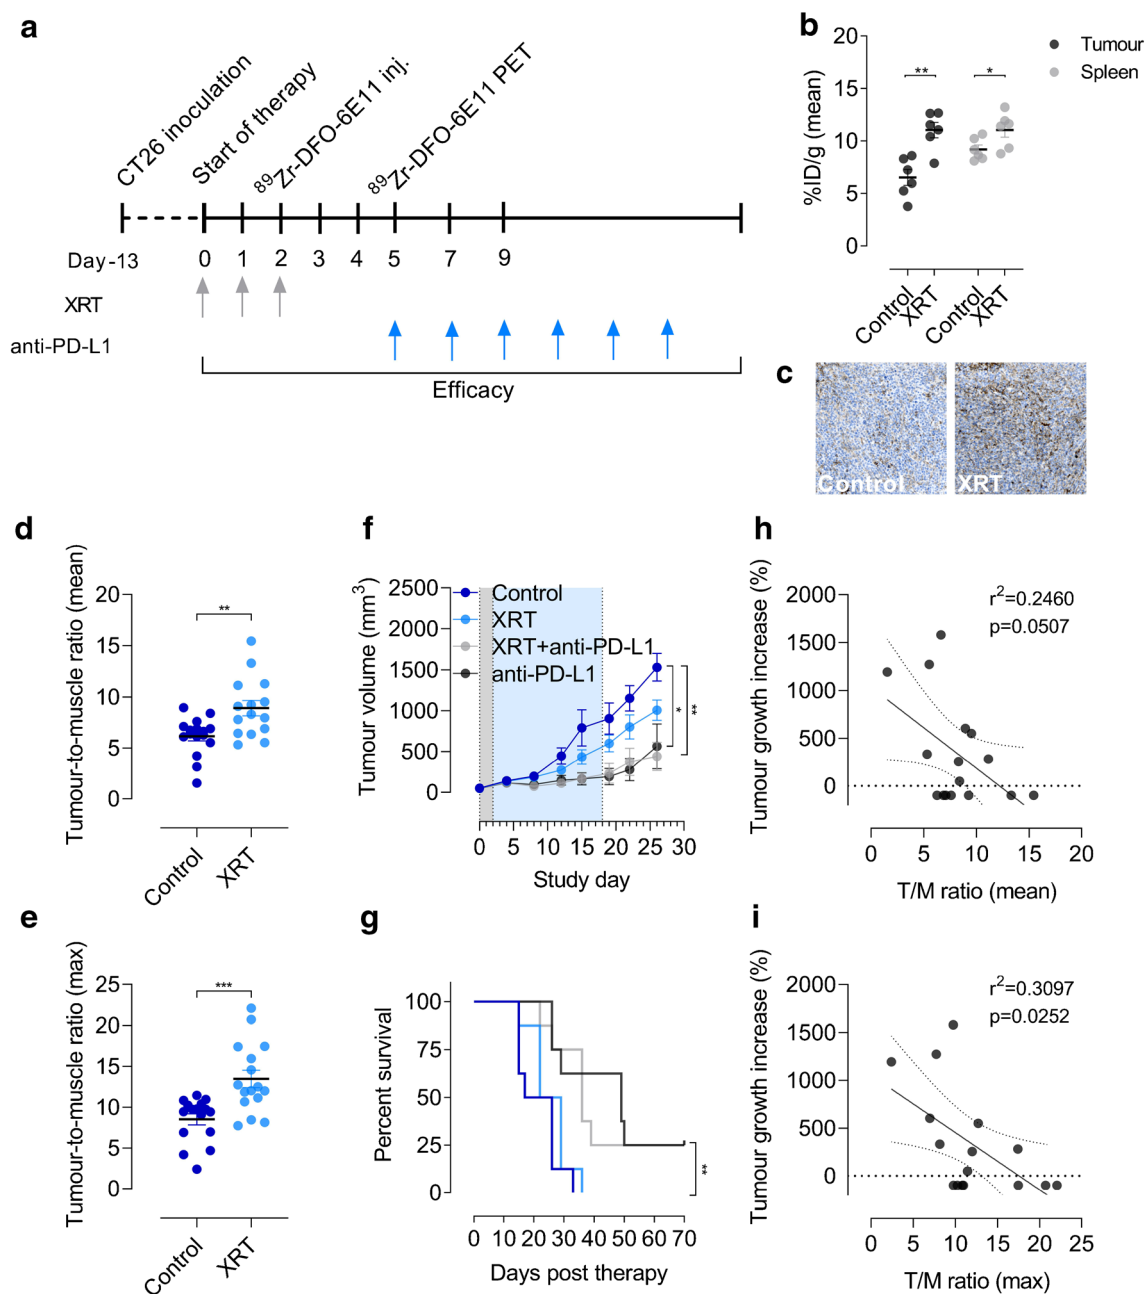 a
CT26 inoculation
Start of therapy
89Zr-DFO-6E11 inj.
89Zr-DFO-6E11 PET
Day -13 0 1 2 3 4 5 7 9
XRT
anti-PD-L1
Efficacy
b
%ID/g (mean)
20
15
10
5
0
** *
Tumour
Spleen
Control
XRT
Control
XRT
c
Control
XRT
d
Tumour-to-muscle ratio (mean)
20
15
10
5
0
**
Control
XRT
e
Tumour-to-muscle ratio (max)
25
20
15
10
5
0
***
Control
XRT
f
Tumour volume (mm3)
2500
2000
1500
1000
500
0
Control
XRT
XRT+anti-PD-L1
anti-PD-L1
*
**
0 5 10 15 20 25 30
Study day
g
Percent survival
100
75
50
25
0
**
0 10 20 30 40 50 60 70
Days post therapy
h
Tumour growth increase (%)
2000
1500
1000
500
0
r2=0.2460
p=0.0507
0 5 10 15 20
T/M ratio (mean)
i
Tumour growth increase (%)
2000
1500
1000
500
0
r2=0.3097
p=0.0252
0 5 10 15 20 25
T/M ratio (max)